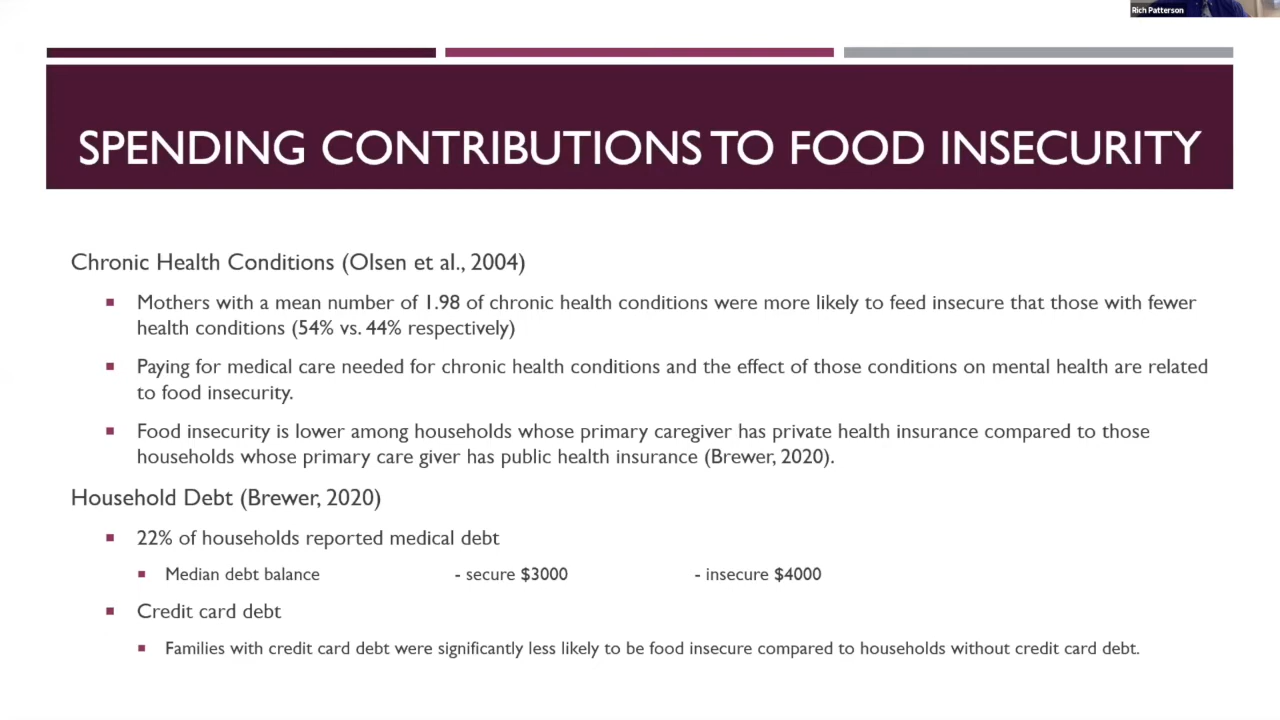 Rich Patterson
SPENDING CONTRIBUTIONS TO FOOD INSECURITY
Chronic Health Conditions (Olsen et al., 2004)
Mothers with a mean number of 1.98 of chronic health conditions were more likely to feed insecure that those with fewer
health conditions (54% vs. 44% respectively)
Paying for medical care needed for chronic health conditions and the effect of those conditions on mental health are related
to food insecurity.
Food insecurity is lower among households whose primary caregiver has private health insurance compared to those
households whose primary care giver has public health insurance (Brewer, 2020).
Household Debt (Brewer, 2020)
22% of households reported medical debt
Median debt balance - secure $3000 - insecure $4000
Credit card debt
Families with credit card debt were significantly less likely to be food insecure compared to households without credit card debt.